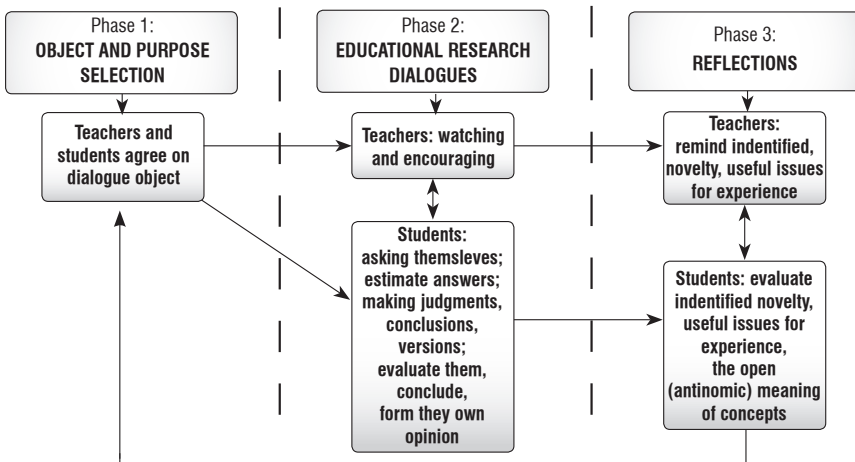 Phase 1:
OBJECT AND PURPOSE
SELECTION
Teachers and
students agree on
dialogue object
Phase 2:
EDUCATIONAL RESEARCH
DIALOGUES
Teachers: watching
and encouraging
Students:
asking themsleves;
estimate answers;
making judgments,
conclusions,
versions;
evaluate them,
conclude,
form they own
opinion
Phase 3:
REFLECTIONS
Teachers:
remind indentified,
novelty, useful issues
for experience
Students: evaluate
indentified novelty,
useful issues for
experience,
the open
(antinomic) meaning
of concepts